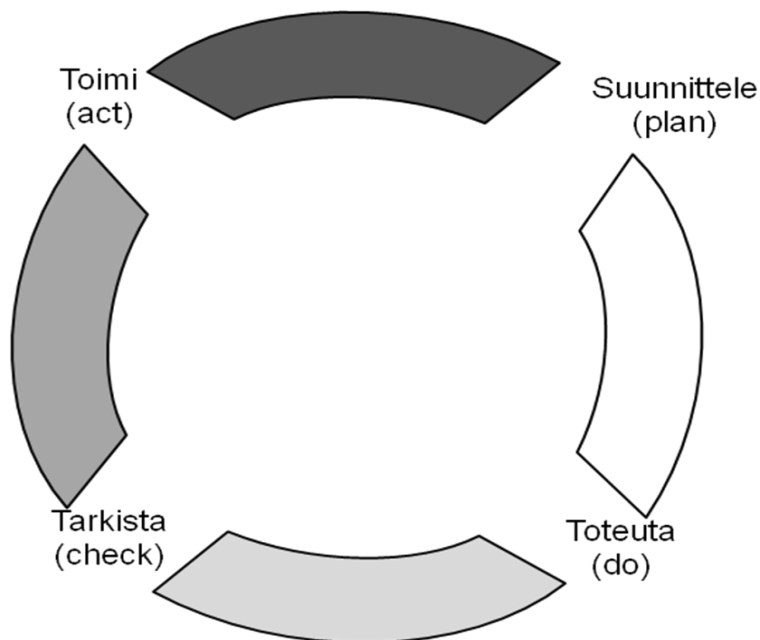 Toimi
(act)
Suunnittele
(plan)
Tarkista
(check)
Toteuta
(do)